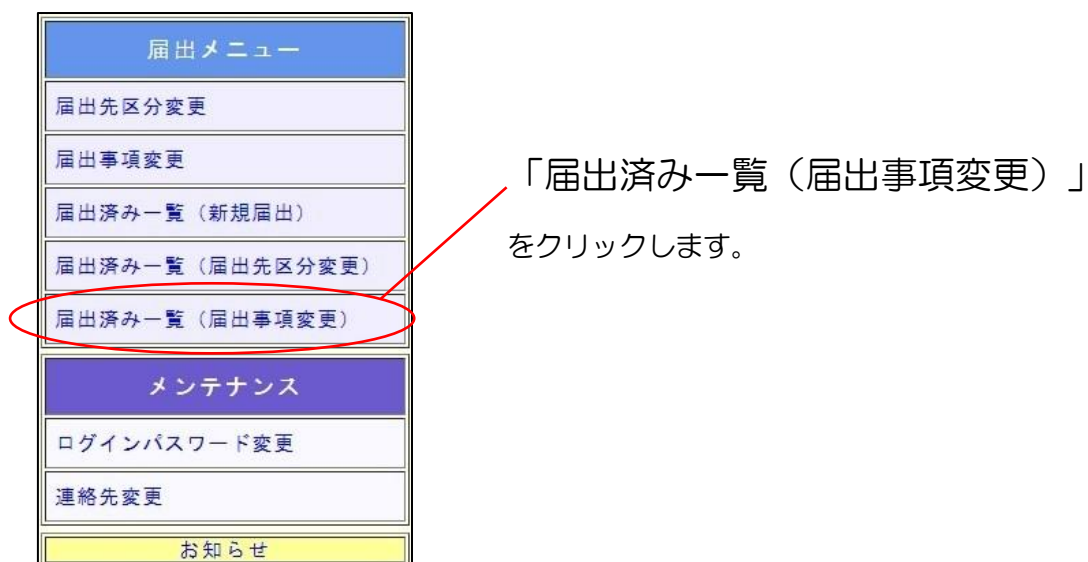 届出メニュー
届出先区分変更
届出事項変更
届出済み一覧（新規届出）
届出済み一覧（届出先区分変更）
届出済み一覧（届出事項変更）
メンテナンス
ログインパスワード変更
連絡先変更
お知らせ
「届出済み一覧（届出事項変更）」
をクリックします。